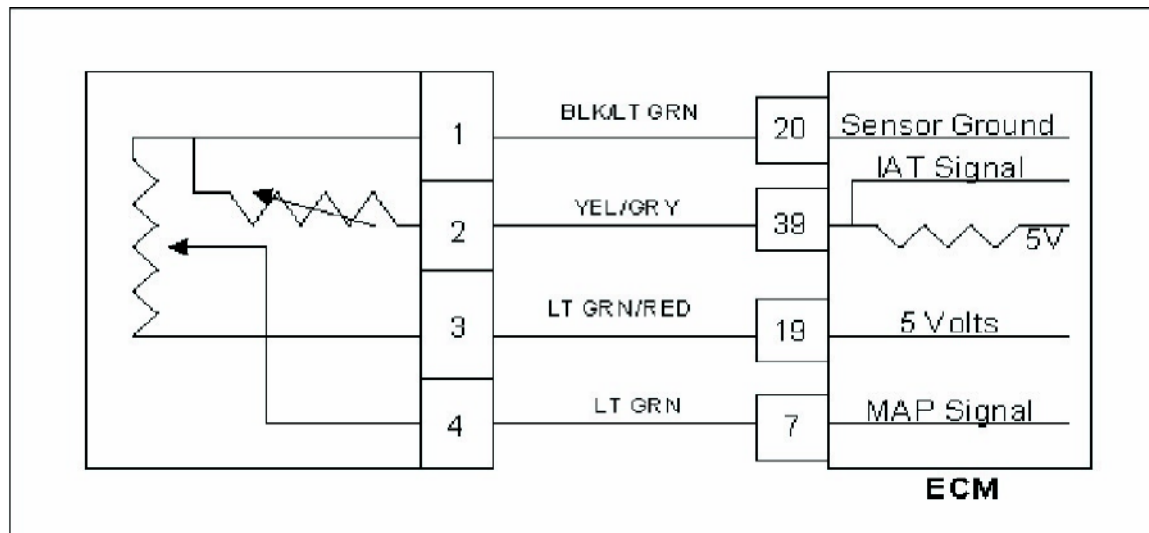 1
BLK/LT GRN
20
Sensor Ground
IAT Signal
2
YEL/GRY
39
5V
3
LT GRN/RED
19
5 Volts
4
LT GRN
7
MAP Signal
ECM